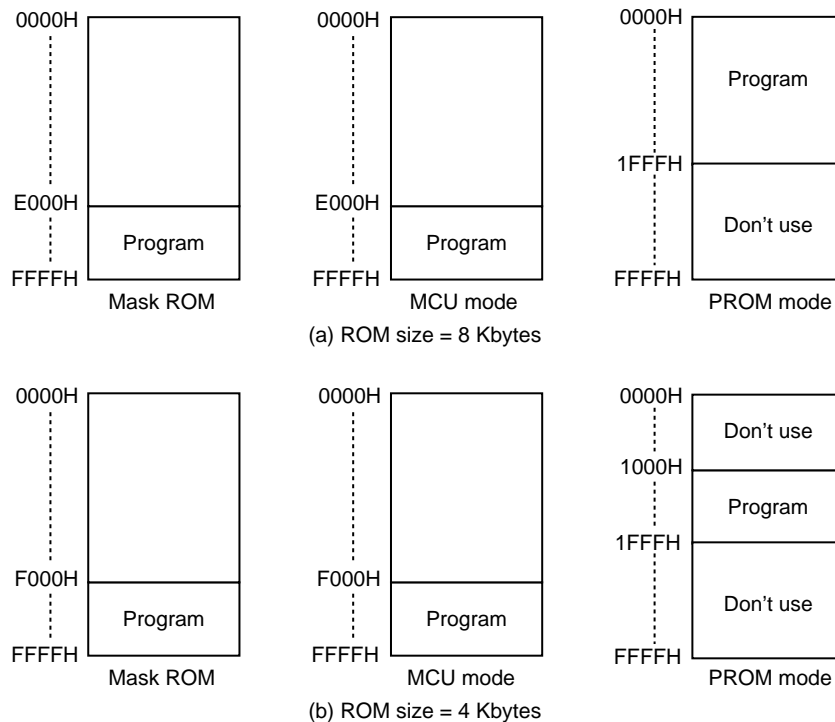 0000H
E000H
Program
FFFFH
Mask ROM
0000H
E000H
Program
FFFFH
MCU mode
0000H
Program
1FFFH
Don't use
FFFFH
PROM mode
(a) ROM size = 8 Kbytes
0000H
F000H
Program
FFFFH
Mask ROM
0000H
F000H
Program
FFFFH
MCU mode
0000H
Don't use
1000H
Program
1FFFH
Don't use
FFFFH
PROM mode
(b) ROM size = 4 Kbytes